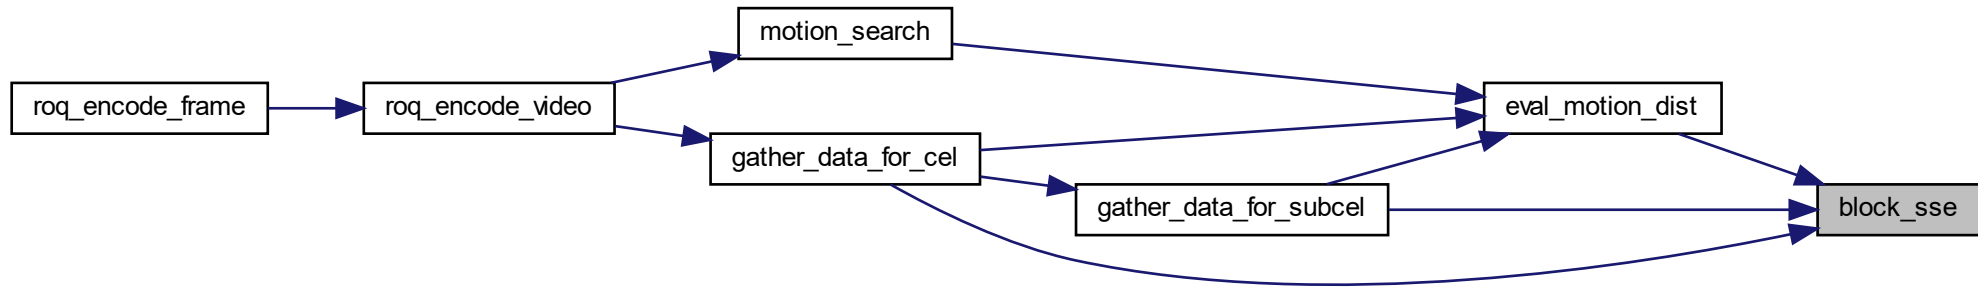 motion_search
roq_encode_frame
roq_encode_video
eval_motion_dist
gather_data_for_cel
gather_data_for_subcel
block_sse